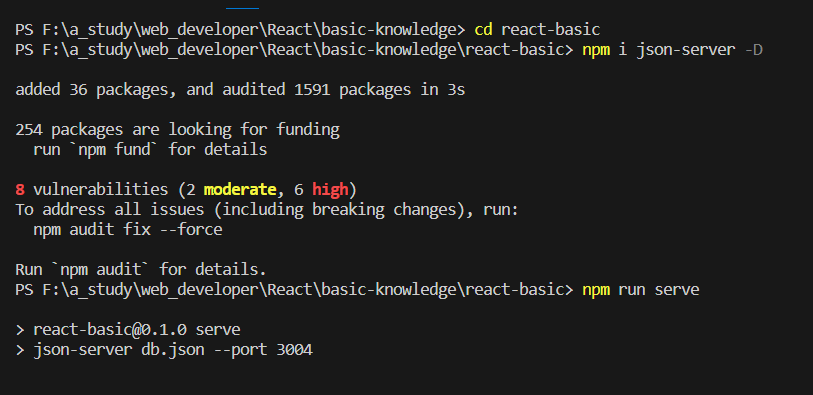 PS F:\a_study\web_developer\React\basic-knowledge> cd react-basic
PS F:\a_study\web_developer\React\basic-knowledge\react-basic> npm i json-server -D
added 36 packages, and audited 1591 packages in 3s
254 packages are looking for funding
  run `npm fund` for details
8 vulnerabilities (2 moderate, 6 high)
To address all issues (including breaking changes), run:
  npm audit fix --force
Run `npm audit` for details.
PS F:\a_study\web_developer\React\basic-knowledge\react-basic> npm run serve
> react-basic@0.1.0 serve
> json-server db.json --port 3004